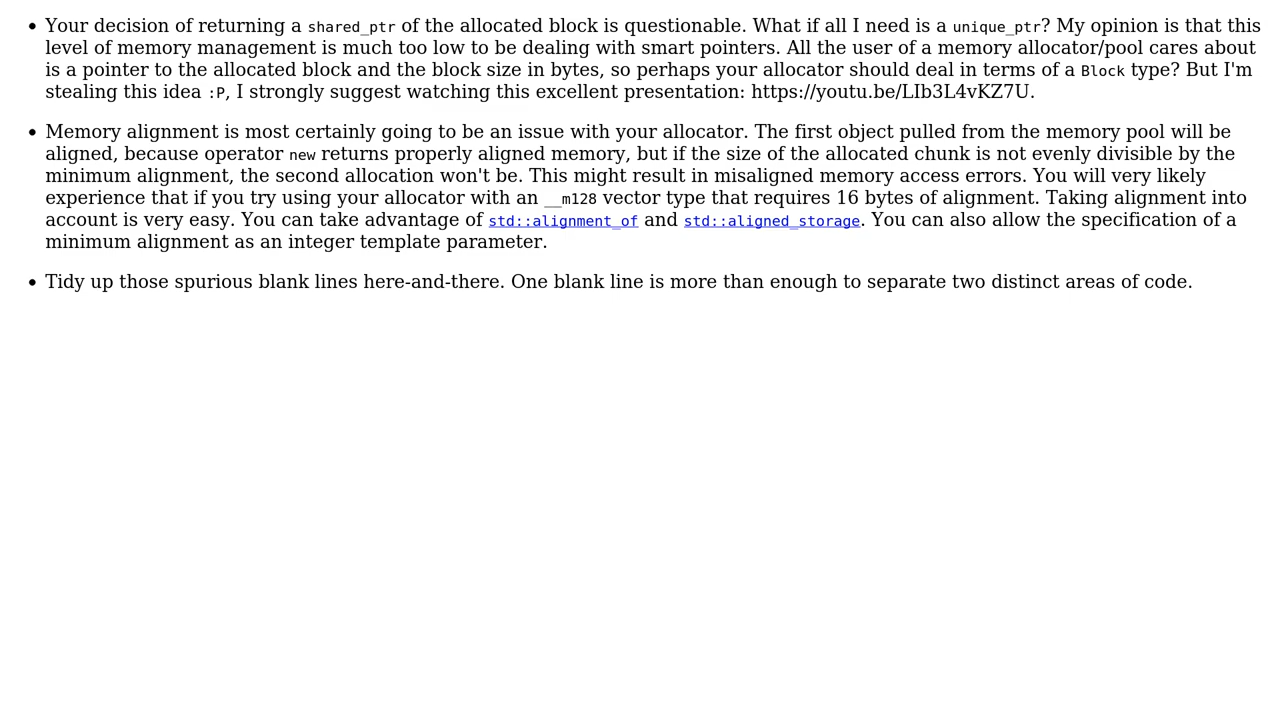 • Your decision of returning a shared_ptr of the allocated block is questionable. What if all I need is a unique_ptr? My opinion is that this
level of memory management is much too low to be dealing with smart pointers. All the user of a memory allocator/pool cares about
is a pointer to the allocated block and the block size in bytes, so perhaps your allocator should deal in terms of a Block type? But I'm
stealing this idea :P, I strongly suggest watching this excellent presentation: https://youtu.be/LIb3L4vKZ7U.
• Memory alignment is most certainly going to be an issue with your allocator. The first object pulled from the memory pool will be
aligned, because operator new returns properly aligned memory, but if the size of the allocated chunk is not evenly divisible by the
minimum alignment, the second allocation won't be. This might result in misaligned memory access errors. You will very likely
experience that if you try using your allocator with an __m128 vector type that requires 16 bytes of alignment. Taking alignment into
account is very easy. You can take advantage of std::alignment_of and std::aligned_storage. You can also allow the specification of a
minimum alignment as an integer template parameter.
• Tidy up those spurious blank lines here-and-there. One blank line is more than enough to separate two distinct areas of code.